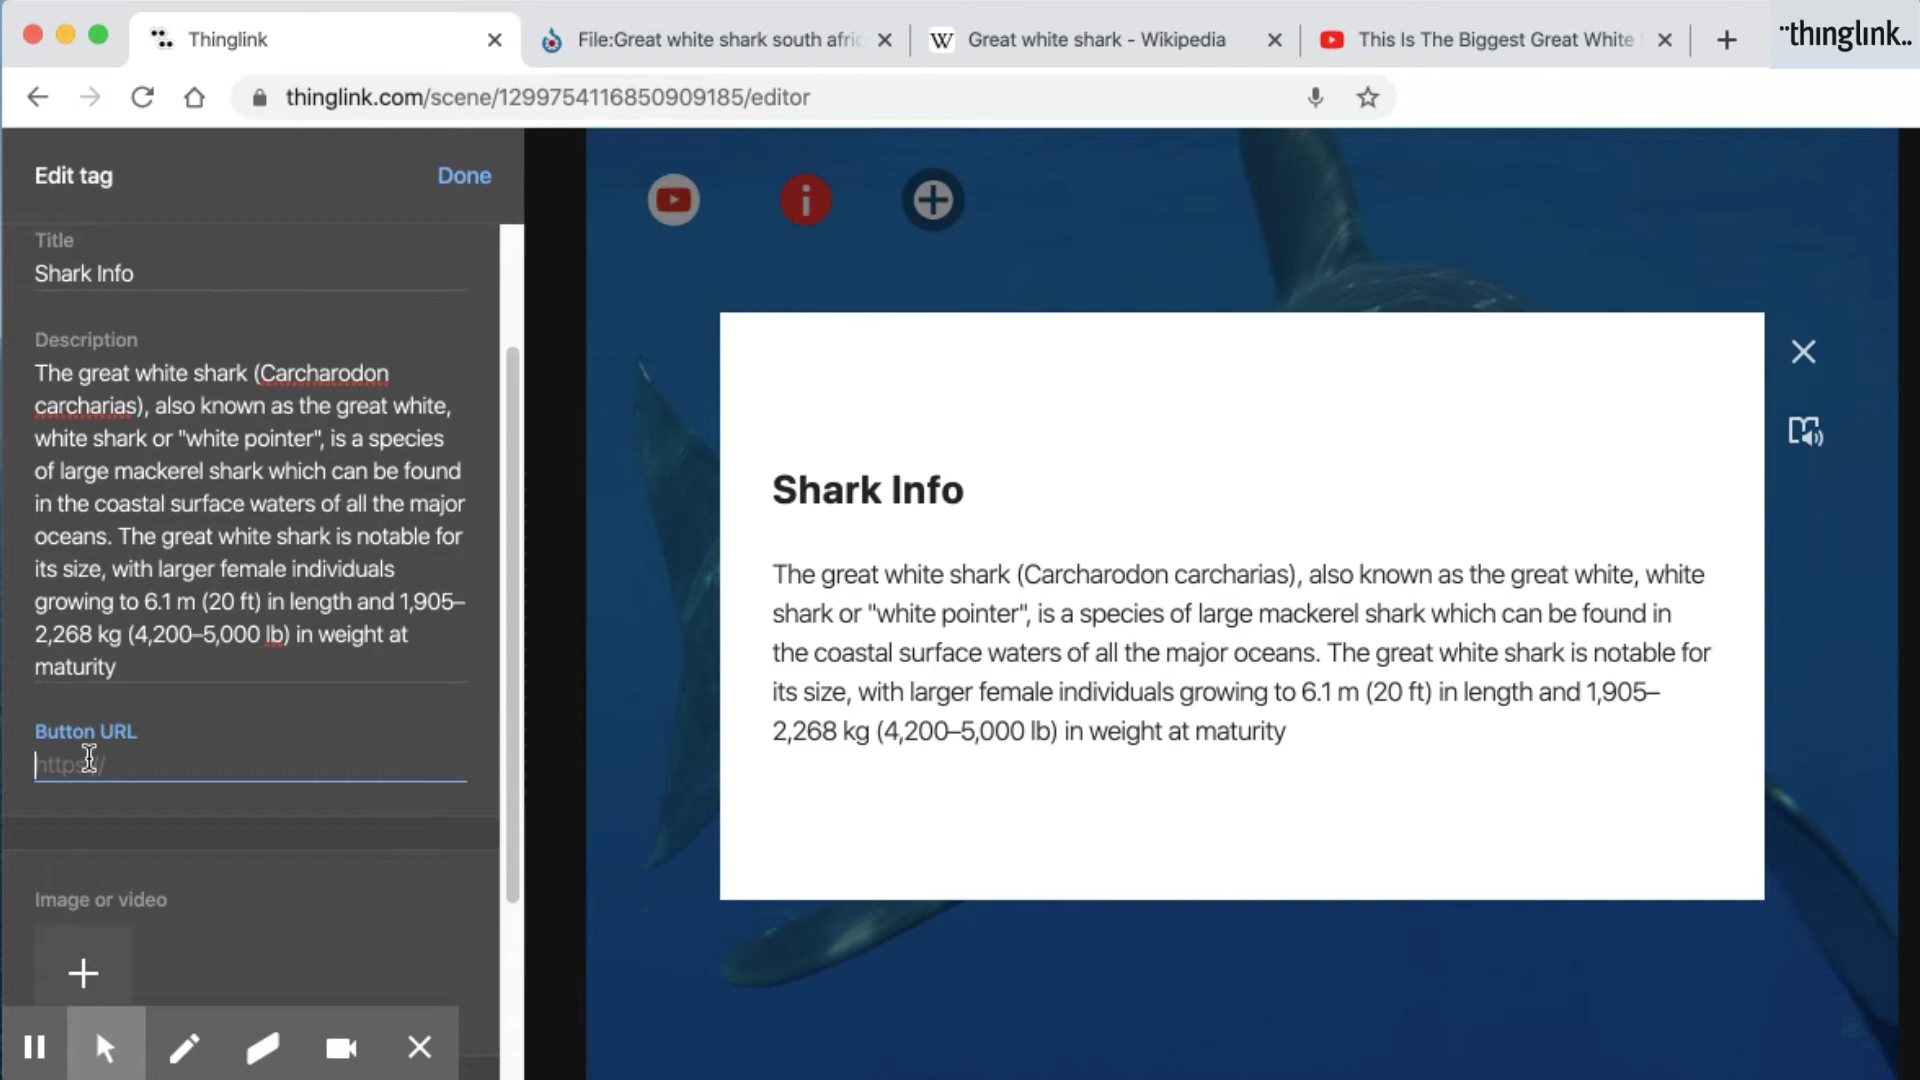 Thinglink
File:Great white shark south afric
W Great white shark - Wikipedia
This Is The Biggest Great White
thinglink..
thinglink.com/scene/1299754116850909185/editor
Edit tag
Done
Title
Shark Info
Description
The great white shark (Carcharodon
carcharias), also known as the great white,
white shark or "white pointer", is a species
of large mackerel shark which can be found
in the coastal surface waters of all the major
oceans. The great white shark is notable for
its size, with larger female individuals
growing to 6.1 m (20 ft) in length and 1,905–
2,268 kg (4,200–5,000 lb) in weight at
maturity
Button URL
https://
Image or video
Shark Info
The great white shark (Carcharodon carcharias), also known as the great white, white
shark or "white pointer", is a species of large mackerel shark which can be found in
the coastal surface waters of all the major oceans. The great white shark is notable for
its size, with larger female individuals growing to 6.1 m (20 ft) in length and 1,905–
2,268 kg (4,200–5,000 lb) in weight at maturity